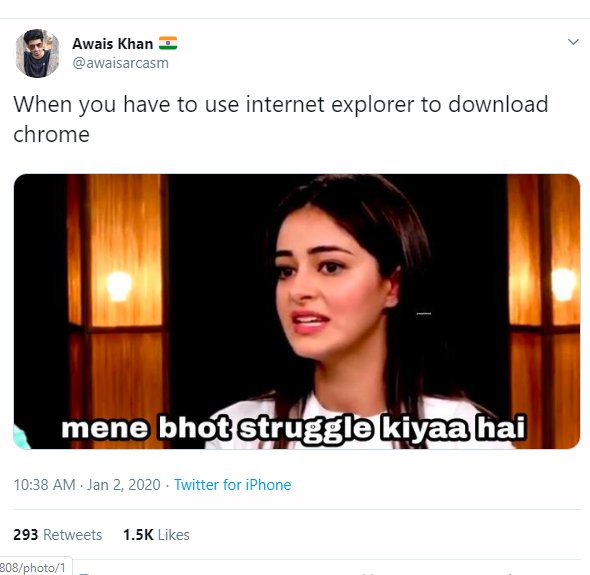 Awais Khan
@awaisarcasm
When you have to use internet explorer to download
chrome
mene bhot struggle kiyaa hai
10:38 AM · Jan 2, 2020 · Twitter for iPhone
293 Retweets 1.5K Likes
808/photo/1